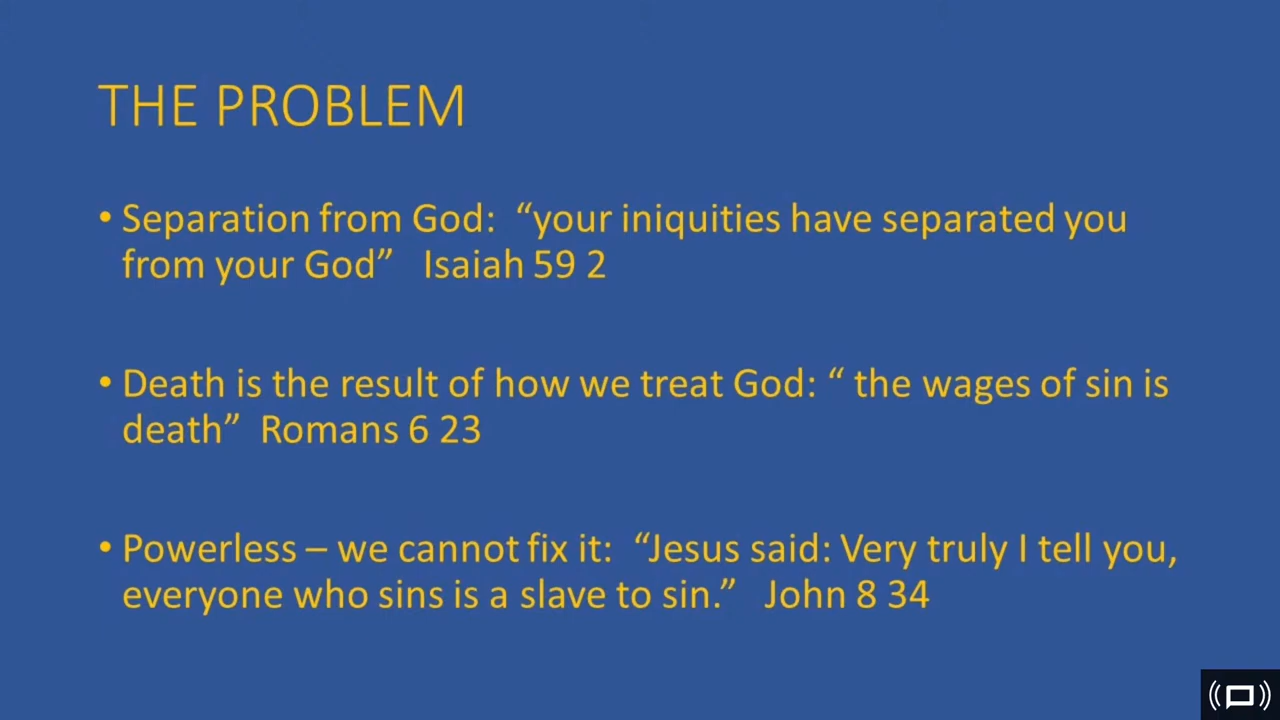 THE PROBLEM
• Separation from God: “your iniquities have separated you
from your God” Isaiah 59 2
• Death is the result of how we treat God: “ the wages of sin is
death” Romans 6 23
• Powerless – we cannot fix it: “Jesus said: Very truly I tell you,
everyone who sins is a slave to sin.” John 8 34